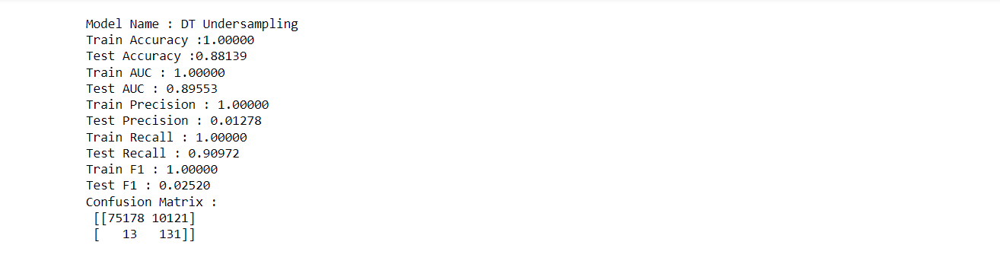 Model Name : DT Undersampling
Train Accuracy :1.00000
Test Accuracy :0.88139
Train AUC : 1.00000
Test AUC : 0.89553
Train Precision : 1.00000
Test Precision : 0.01278
Train Recall : 1.00000
Test Recall : 0.90972
Train F1 : 1.00000
Test F1 : 0.02520
Confusion Matrix :
[[75178 10121]
[   13   131]]